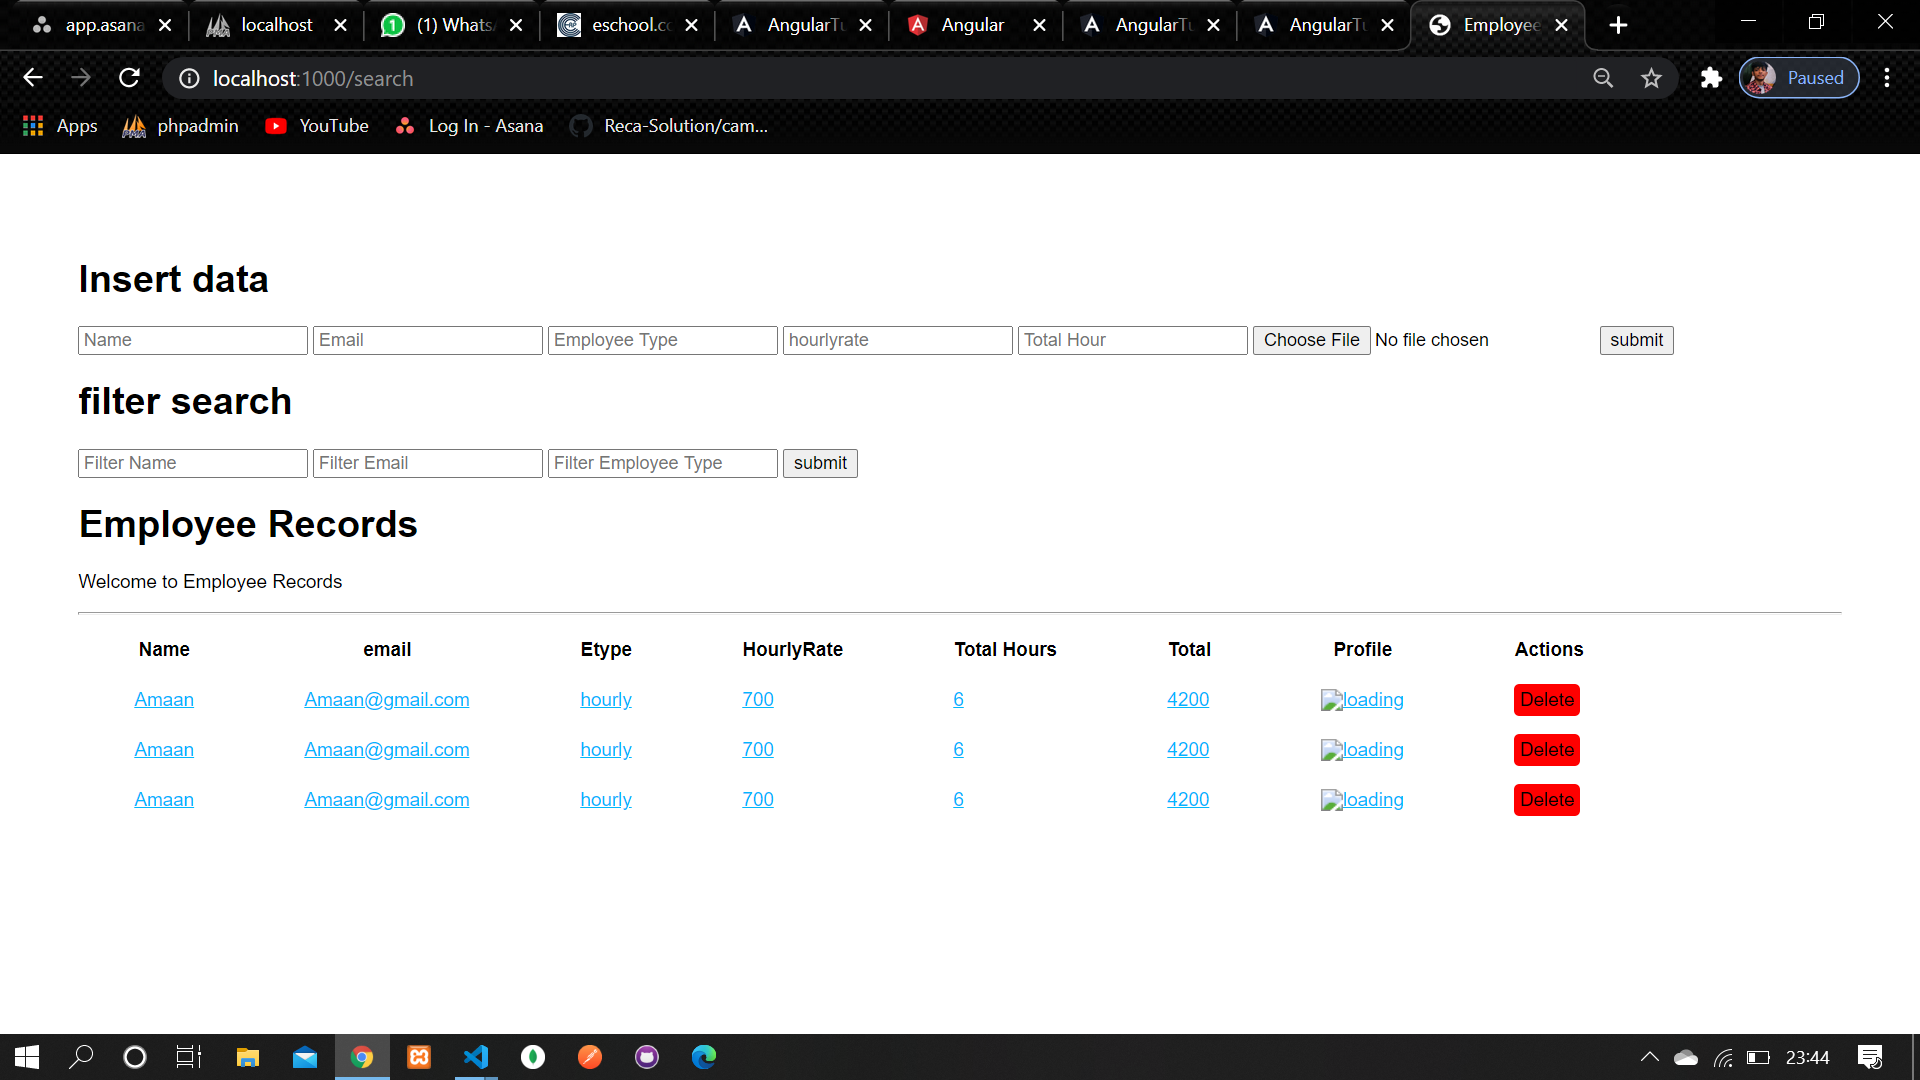 app.asana
localhost
(1) Whats
eschool.c
AngularTu
Angular
AngularTu
AngularTu
Employee
localhost:1000/search
Paused
Apps
phpadmin
YouTube
Log In - Asana
Reca-Solution/cam...
Insert data
Name Email Employee Type hourlyrate Total Hour Choose File No file chosen submit
filter search
Filter Name Filter Email Filter Employee Type submit
Employee Records
Welcome to Employee Records
Name email Etype HourlyRate Total Hours Total Profile Actions
Amaan Amaan@gmail.com hourly 700 6 4200 loading Delete
Amaan Amaan@gmail.com hourly 700 6 4200 loading Delete
Amaan Amaan@gmail.com hourly 700 6 4200 loading Delete
23:44